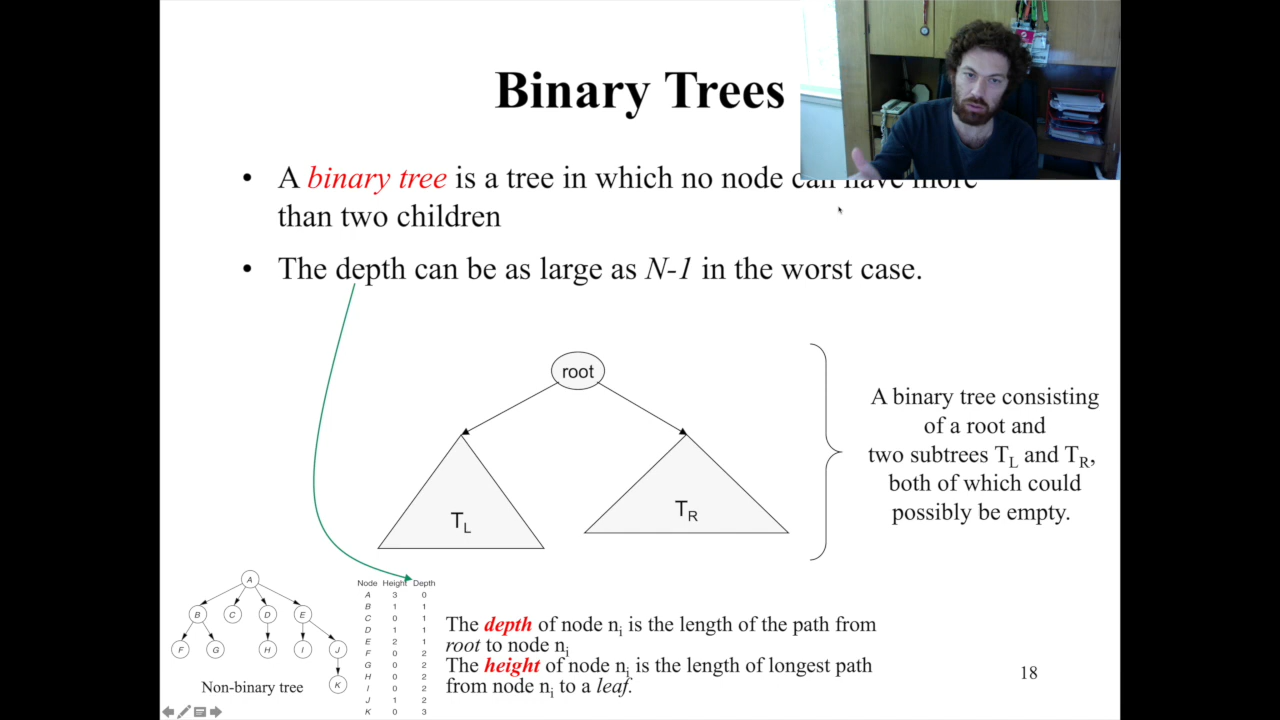 Binary Trees
• A binary tree is a tree in which no node can have more
than two children
• The depth can be as large as N-1 in the worst case.
root
T_L
T_R
A binary tree consisting
of a root and
two subtrees T_L and T_R,
both of which could
possibly be empty.
A
B C D E
F G H I J
K
Non-binary tree
Node Height Depth
A 3 0
B 1 1
C 0 1
D 1 1
E 2 1
F 0 2
G 0 2
H 0 2
I 0 2
J 1 2
K 0 3
The depth of node n_i is the length of the path from
root to node n_i
The height of node n_i is the length of longest path
from node n_i to a leaf.
18